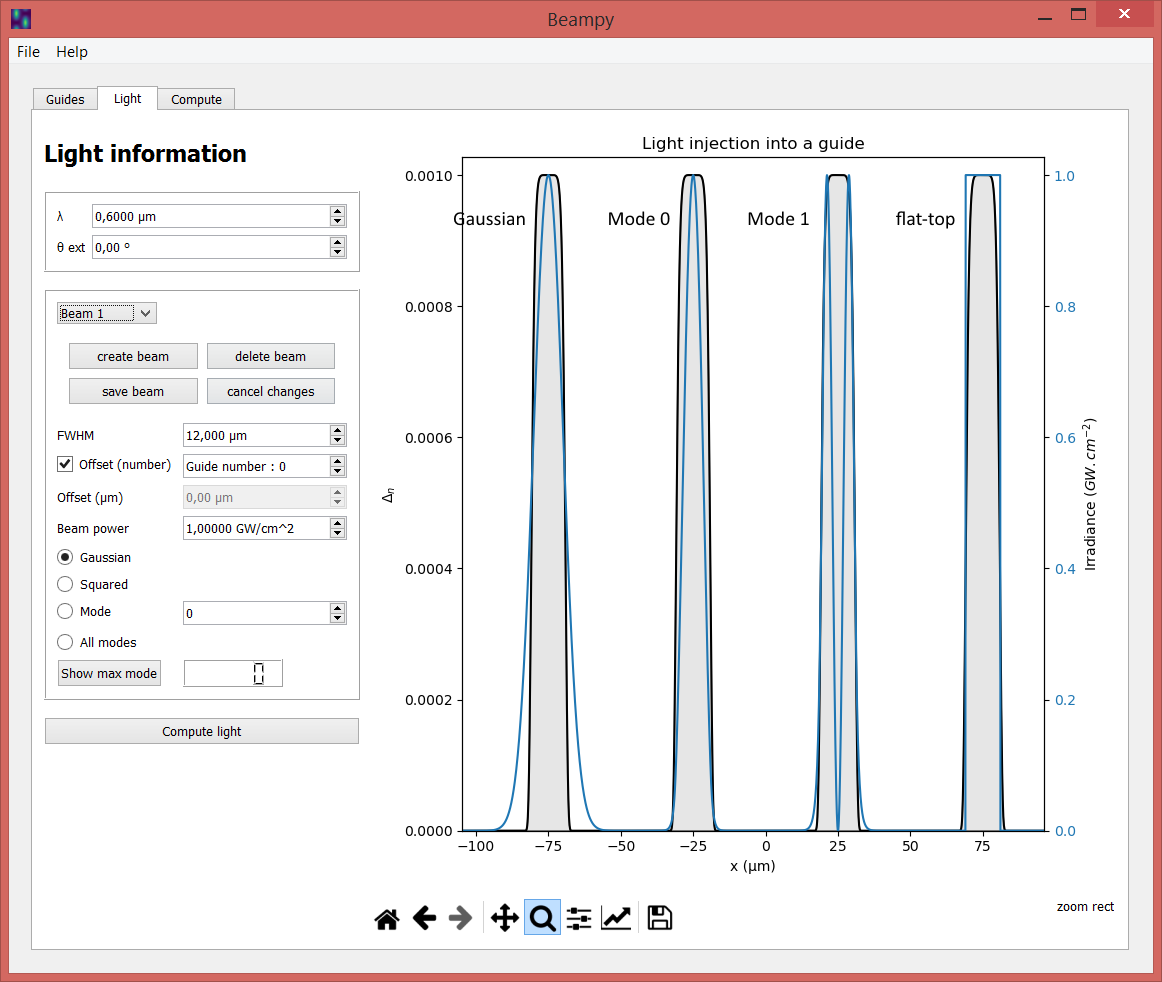 Beampy
File Help
Guides Light Compute
Light information
λ 0,6000 µm
θ ext 0,00 °
Beam 1
create beam delete beam
save beam cancel changes
FWHM 12,000 µm
Offset (number) Guide number : 0
Offset (µm) 0,00 µm
Beam power 1,00000 GW/cm^2
Gaussian
Squared
Mode 0
All modes
Show max mode 0
Compute light
Light injection into a guide
0.0010 1.0
Gaussian Mode 0 Mode 1 flat-top
0.0008 0.8
0.0006 0.6
Δn
Irradiance (GW.cm−2)
0.0004 0.4
0.0002 0.2
0.0000 0.0
−100 −75 −50 −25 0 25 50 75
x (µm)
zoom rect